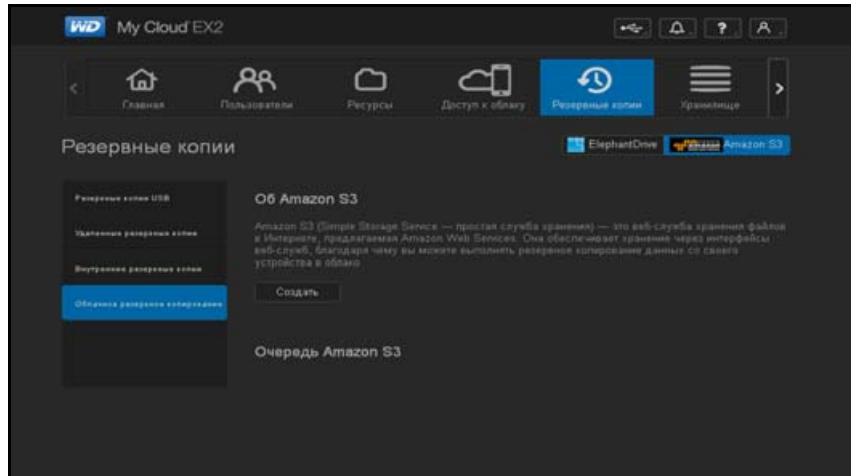 WD My Cloud EX2
?
Главная
Пользователи
Ресурсы
Доступ к облаку
Резервные копии
Хранилище
Резервные копии
ElephantDrive
amazon Amazon S3
Резервные копии USB
Удаленные резервные копии
Внутренние резервные копии
Облачное резервное копирование
Об Amazon S3
Amazon S3 (Simple Storage Service — простая служба хранения) — это веб-служба хранения файлов
в Интернете, предлагаемая Amazon Web Services. Она обеспечивает хранение через интерфейсы
веб-служб, благодаря чему вы можете выполнять резервное копирование данных со своего
устройства в облако
Создать
Очередь Amazon S3